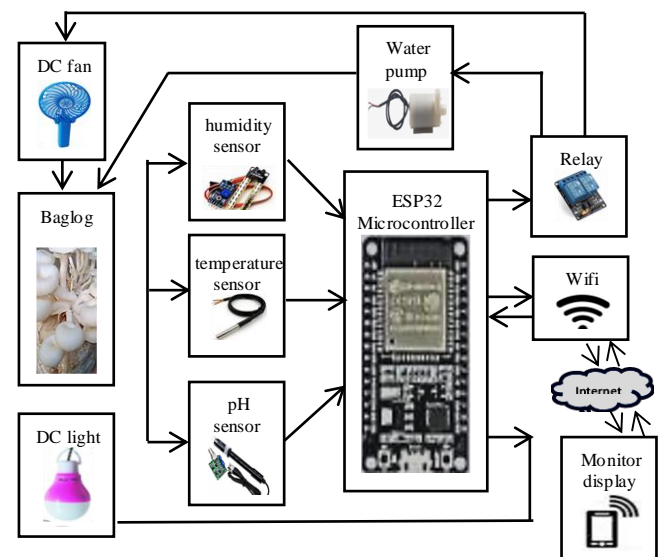 DC fan
Water
pump
humidity
sensor
Relay
Baglog
ESP32
Microcontroller
temperature
sensor
Wifi
Internet
pH
sensor
DC light
Monitor
display